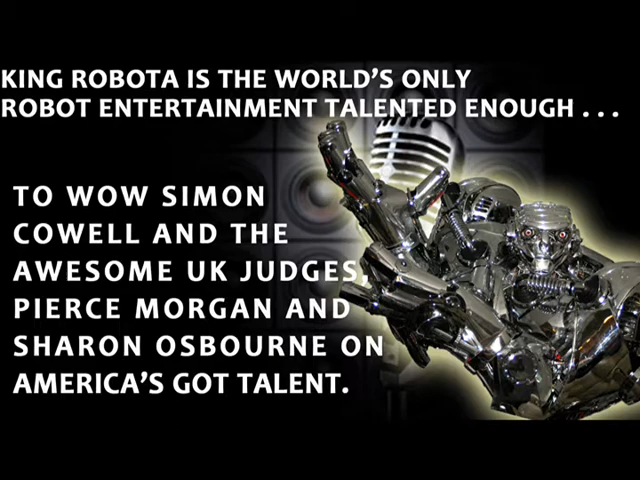 KING ROBOTA IS THE WORLD'S ONLY
ROBOT ENTERTAINMENT TALENTED ENOUGH . . .
TO WOW SIMON
COWELL AND THE
AWESOME UK JUDGES,
PIERCE MORGAN AND
SHARON OSBOURNE ON
AMERICA'S GOT TALENT.